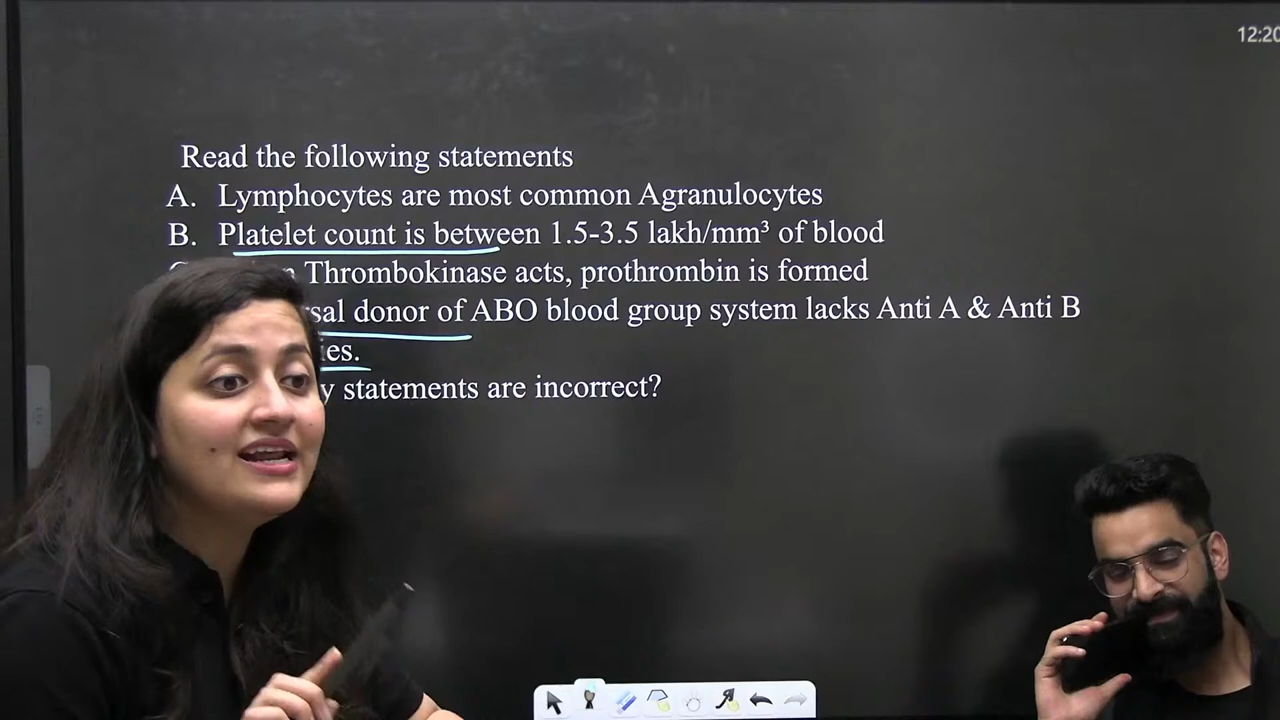 12:20
Read the following statements
A. Lymphocytes are most common Agranulocytes
B. Platelet count is between 1.5-3.5 lakh/mm³ of blood
Thrombokinase acts, prothrombin is formed
donor of ABO blood group system lacks Anti A & Anti B
statements are incorrect?